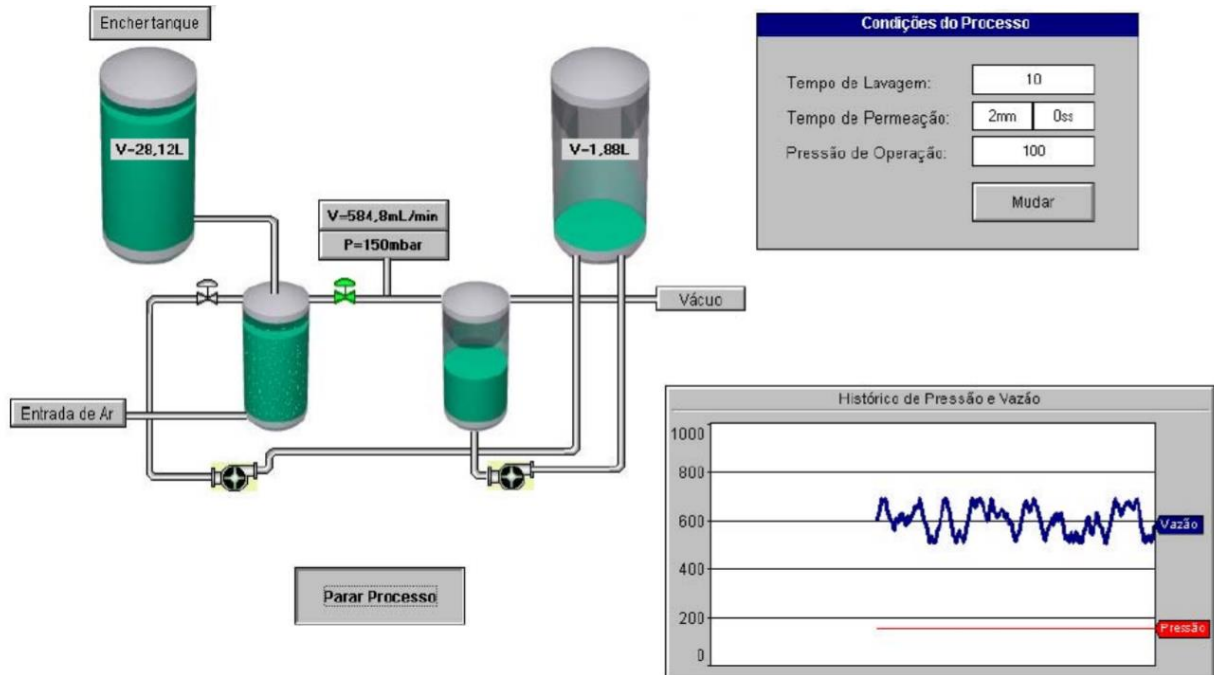 Encher tanque
V-28,12L
V-1,88L
V=584,8mL/min
P=150mbar
Vácuo
Entrada de Ar
Parar Processo
Condições do Processo
Tempo de Lavagem: 10
Tempo de Permeação: 2mm 0ss
Pressão de Operação: 100
Mudar
Histórico de Pressão e Vazão
1000
800
600
400
200
0
Vazão
Pressão